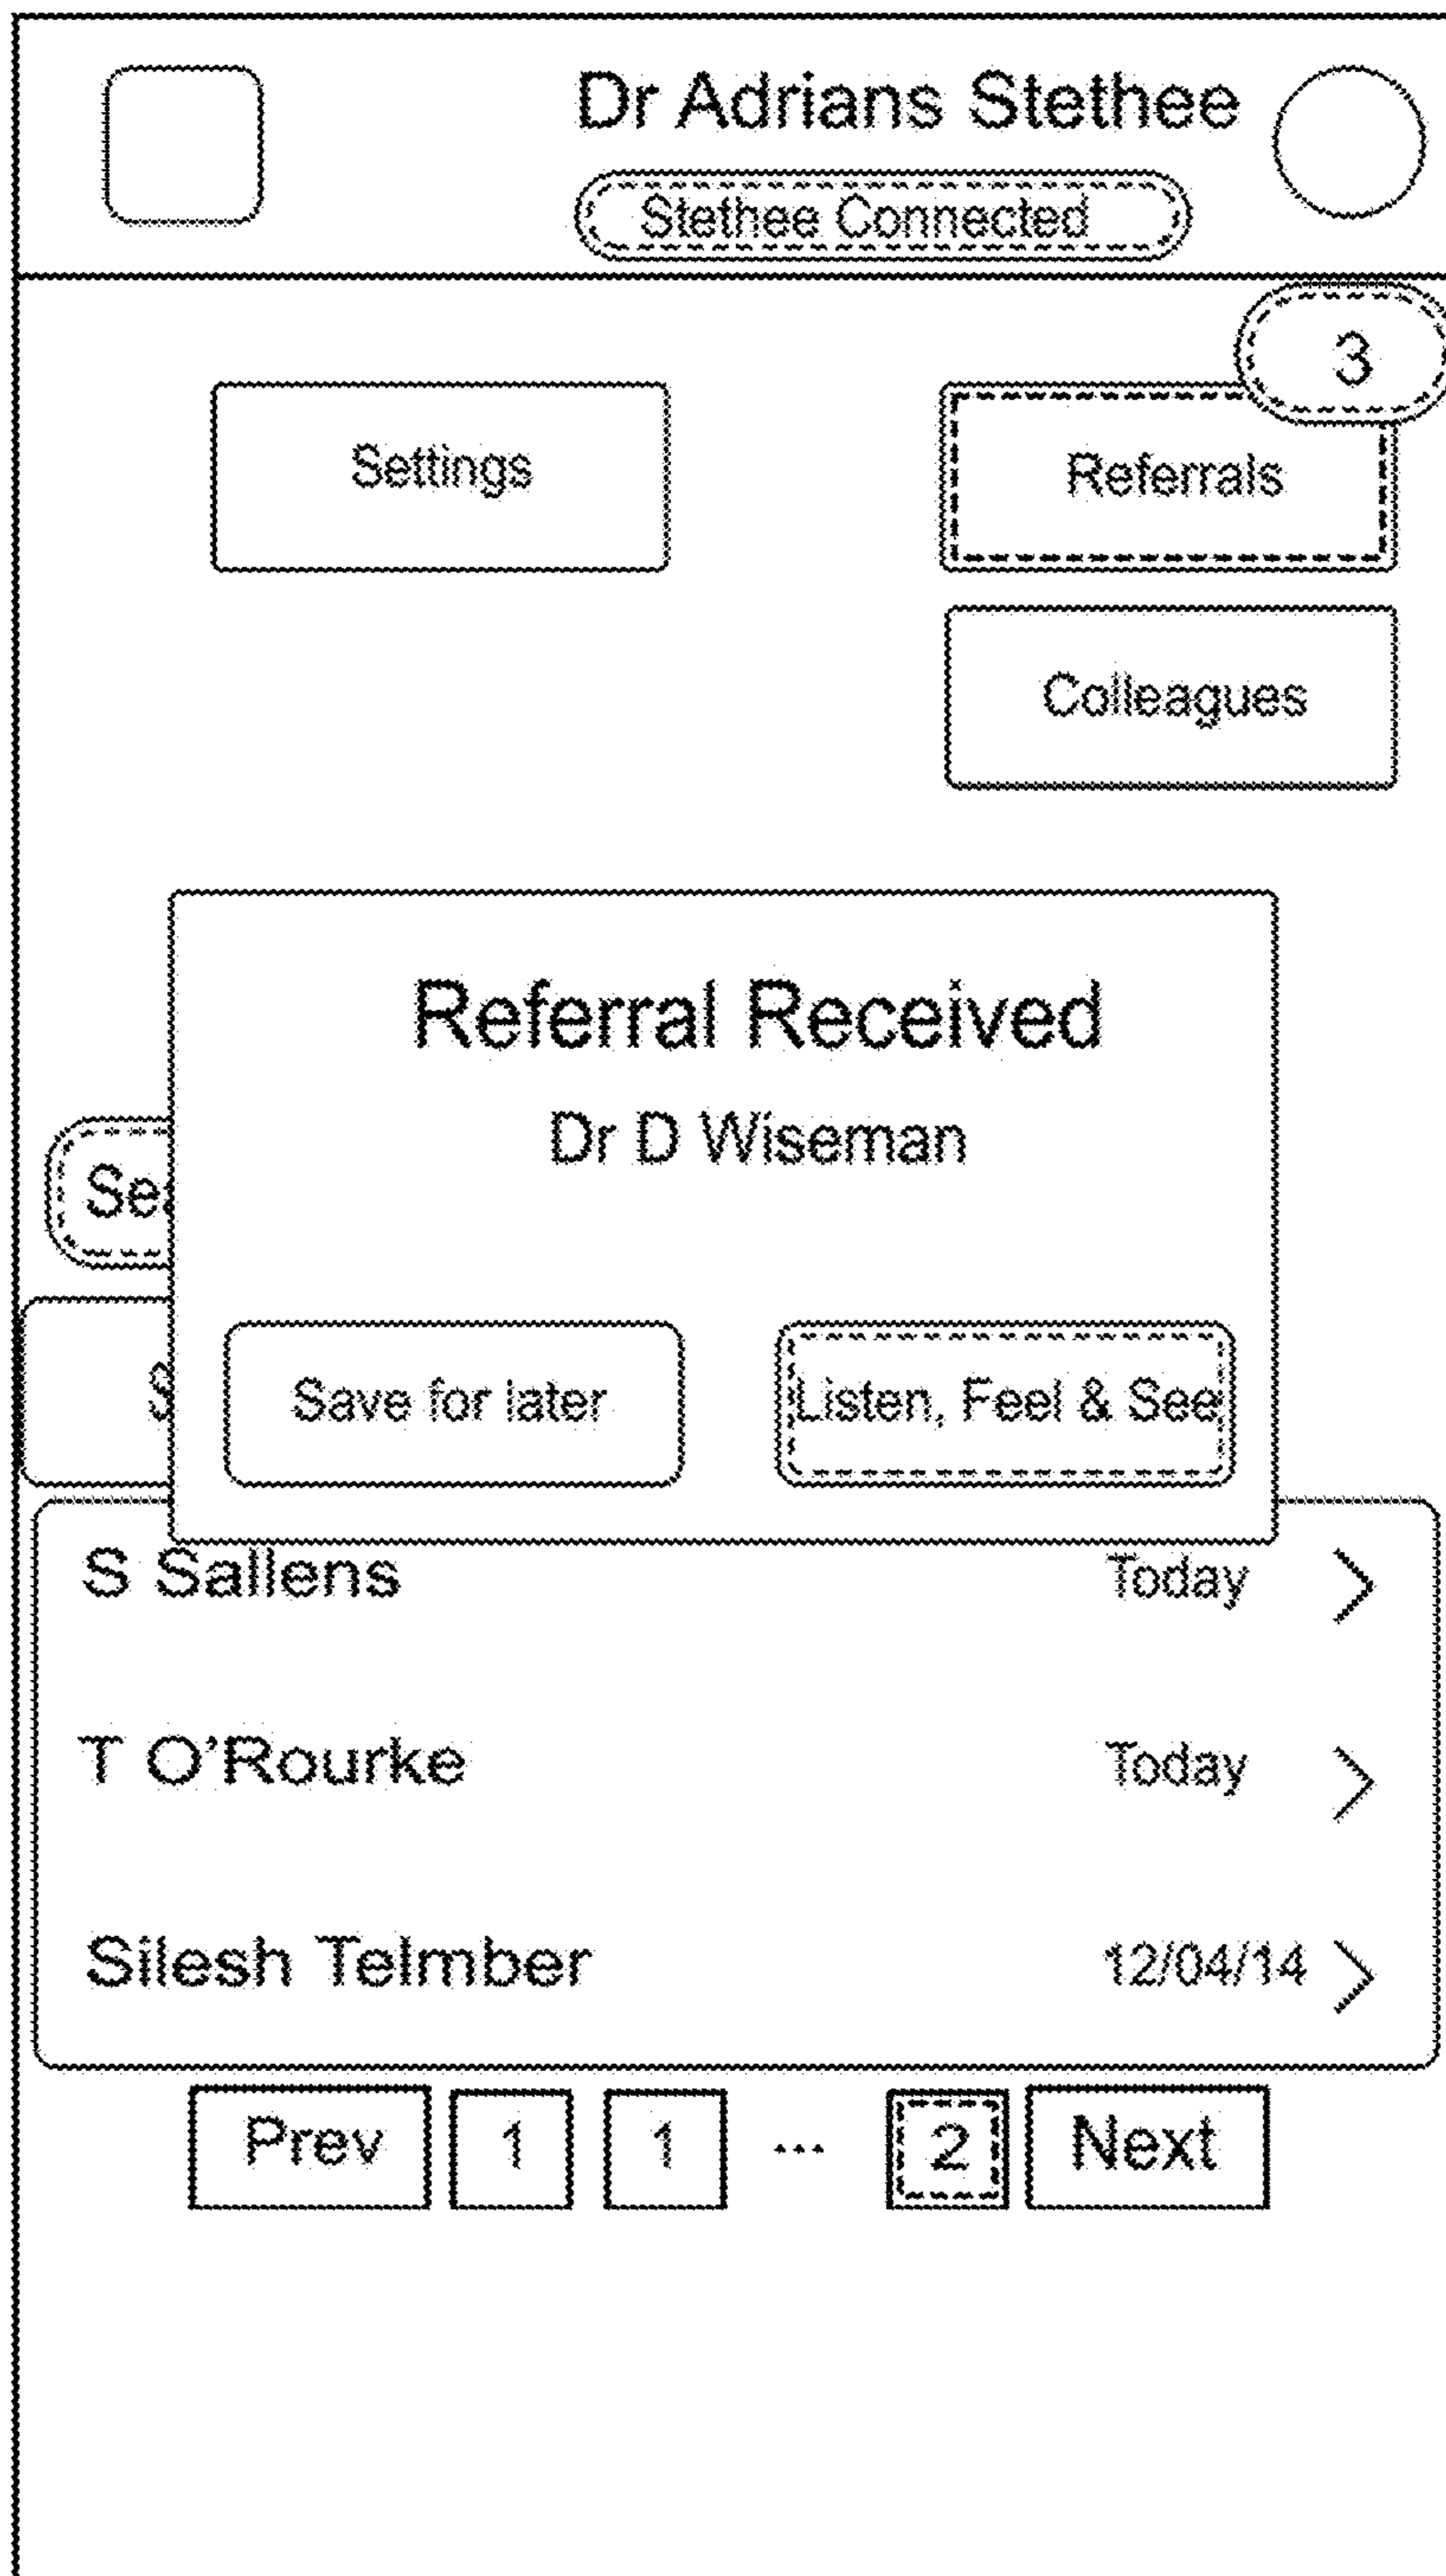 Dr Adrians Stethee
Stethee Connected
3
Settings
Referrals
Colleagues
Referral Received
Dr D Wiseman
Save for later
Listen, Feel & See
S Sallens
Today
T O'Rourke
Today
Silesh Telmber
12/04/14
Prev 1 1 ... 2 Next